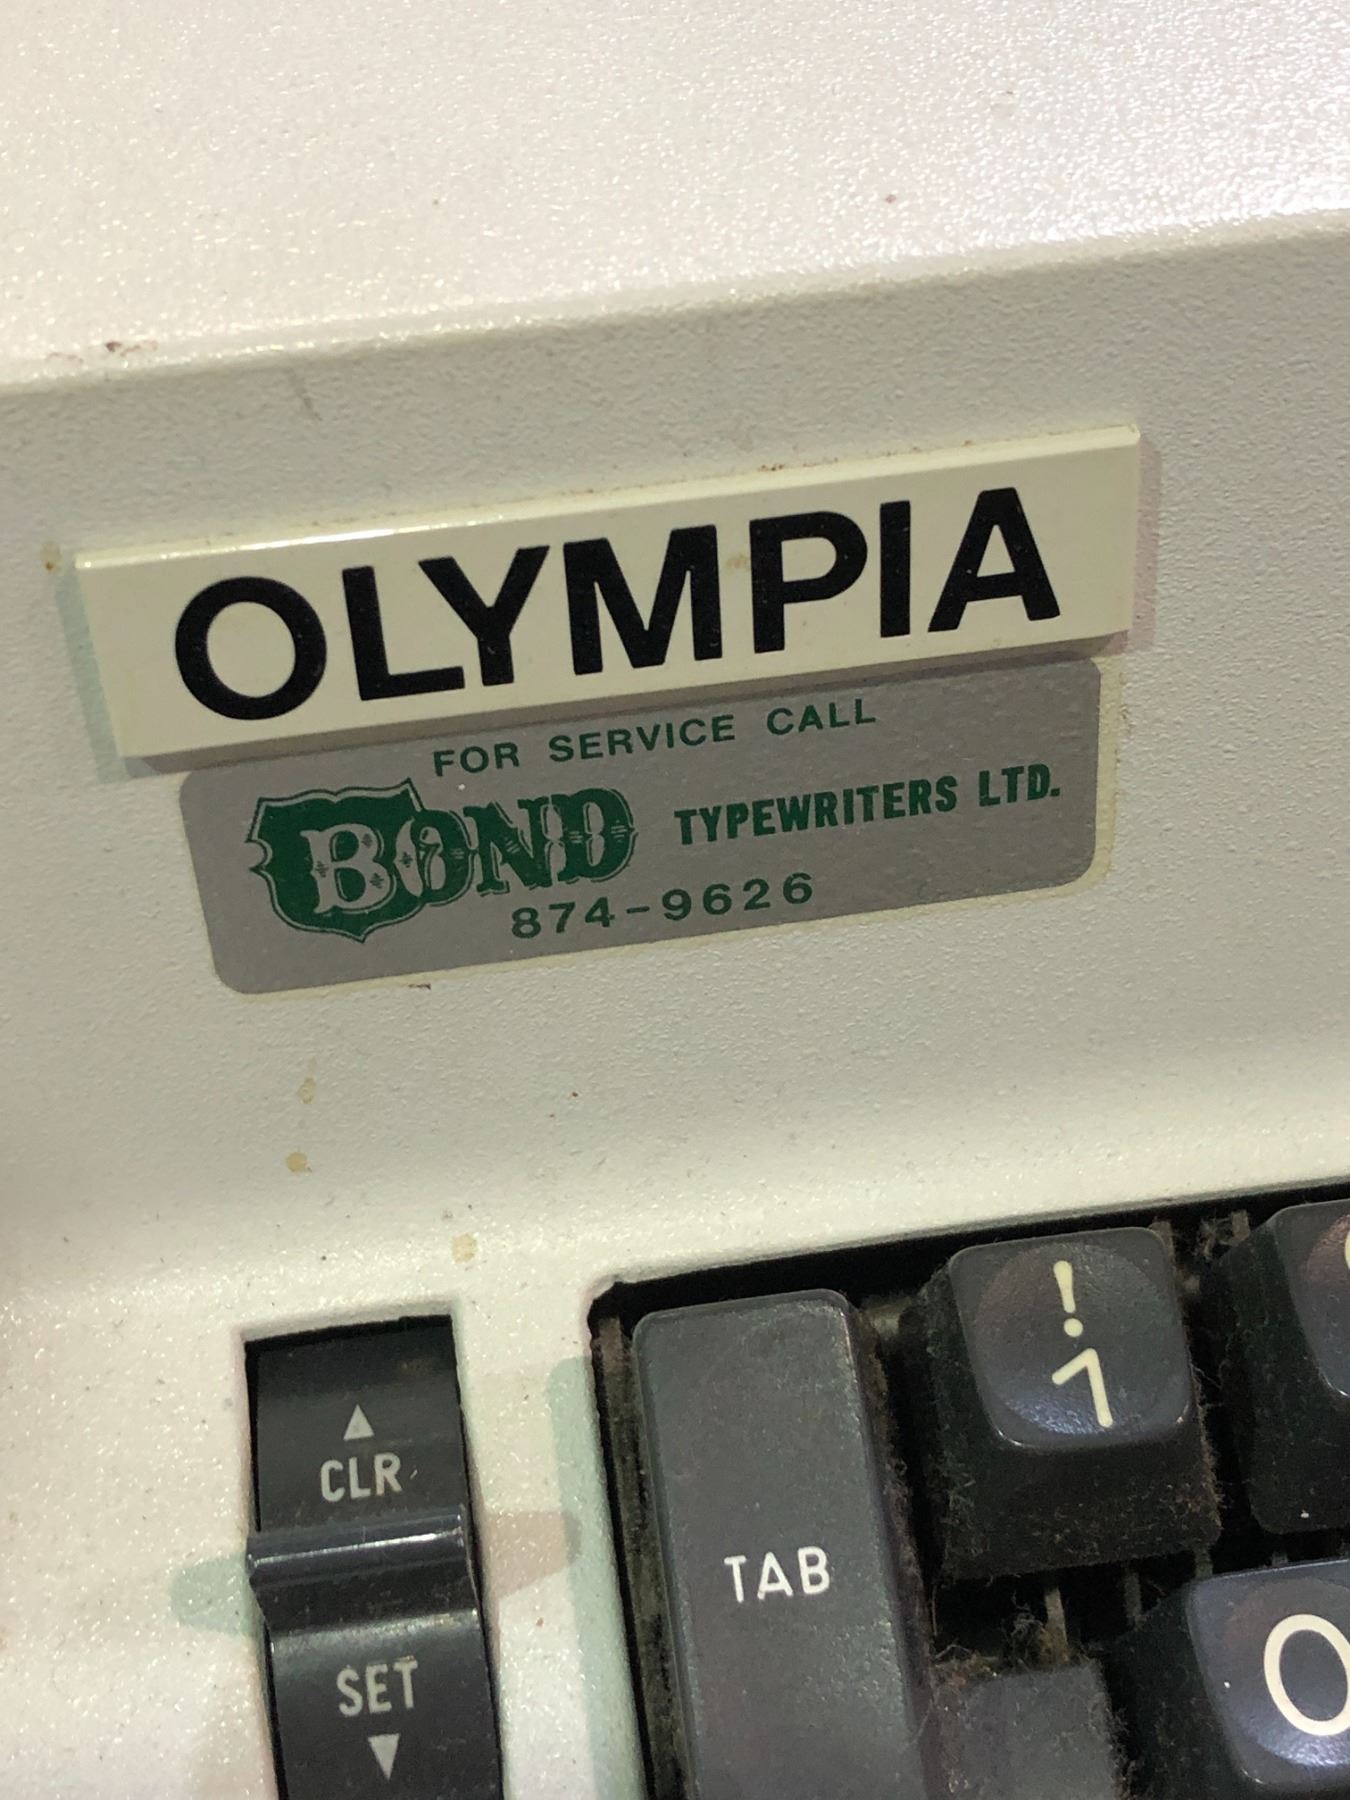 OLYMPIA
FOR SERVICE CALL
BOND TYPEWRITERS LTD.
874-9626
CLR
SET
TAB
!
1